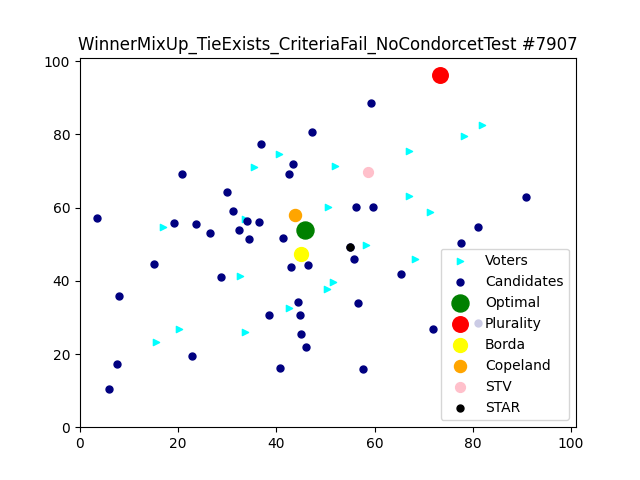 WinnerMixUp_TieExists_CriteriaFail_NoCondorcetTest #7907
100
80
60
40
20
0
0 20 40 60 80 100
Voters
Candidates
Optimal
Plurality
Borda
Copeland
STV
STAR